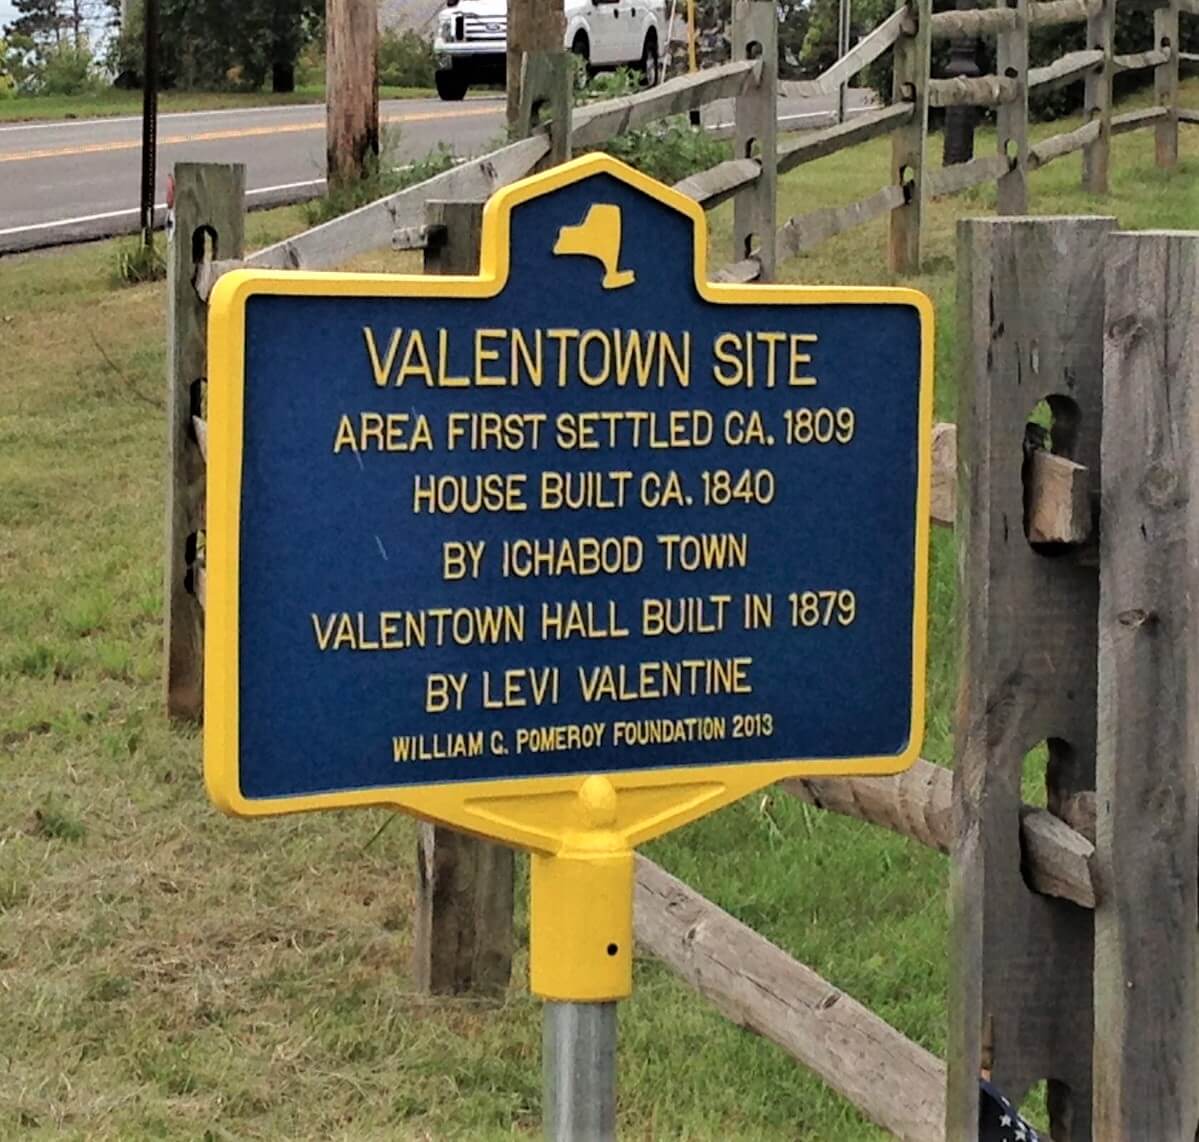 VALENTOWN SITE
AREA FIRST SETTLED CA. 1809
HOUSE BUILT CA. 1840
BY ICHABOD TOWN
VALENTOWN HALL BUILT IN 1879
BY LEVI VALENTINE
WILLIAM G. POMEROY FOUNDATION 2013